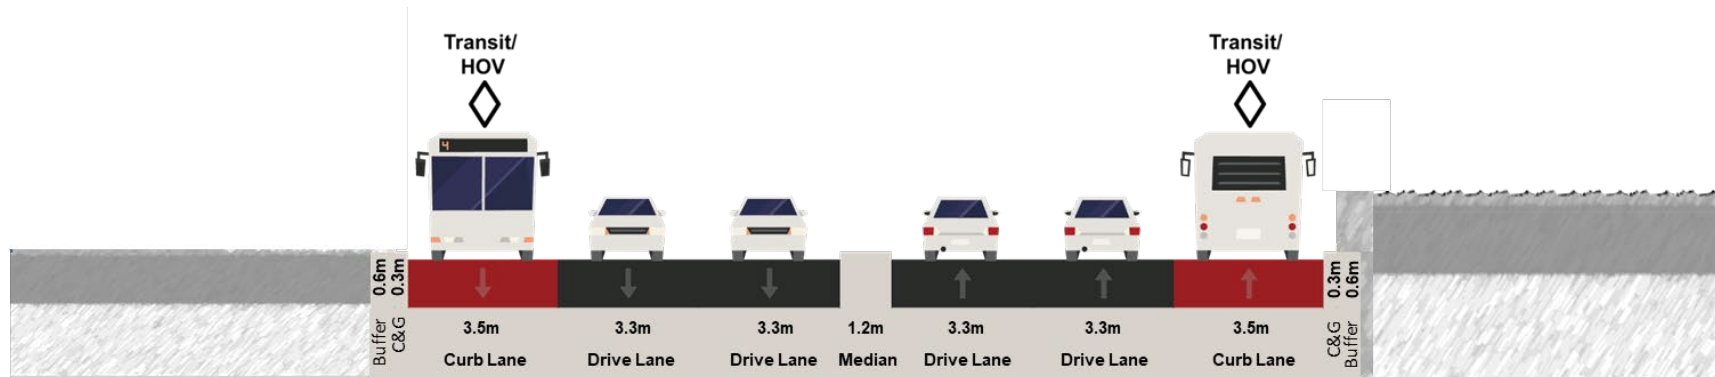 Transit/
HOV
Transit/
HOV
4
0.6m
0.3m
0.3m
0.6m
Buffer
C&G
3.5m
3.3m
3.3m
1.2m
3.3m
3.3m
3.5m
C&G
Buffer
Curb Lane
Drive Lane
Drive Lane
Median
Drive Lane
Drive Lane
Curb Lane